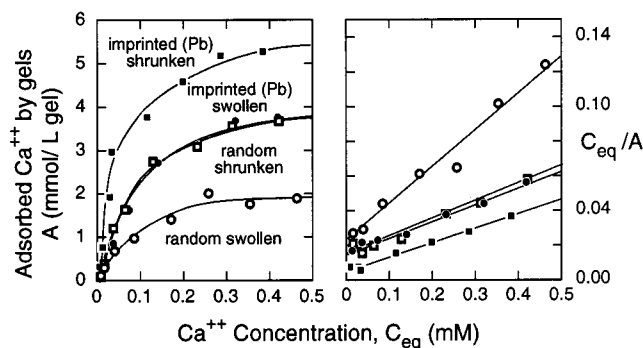 Adsorbed Ca++ by gels
A (mmol/ L gel)
6
5
4
3
2
1
0
imprinted (Pb)
shrunken
imprinted (Pb)
swollen
random
shrunken
random swollen
0 0.1 0.2 0.3 0.4 0.5
0.14
0.10
Ceq /A
0.04
0.00
0 0.1 0.2 0.3 0.4 0.5
Ca++ Concentration, Ceq (mM)